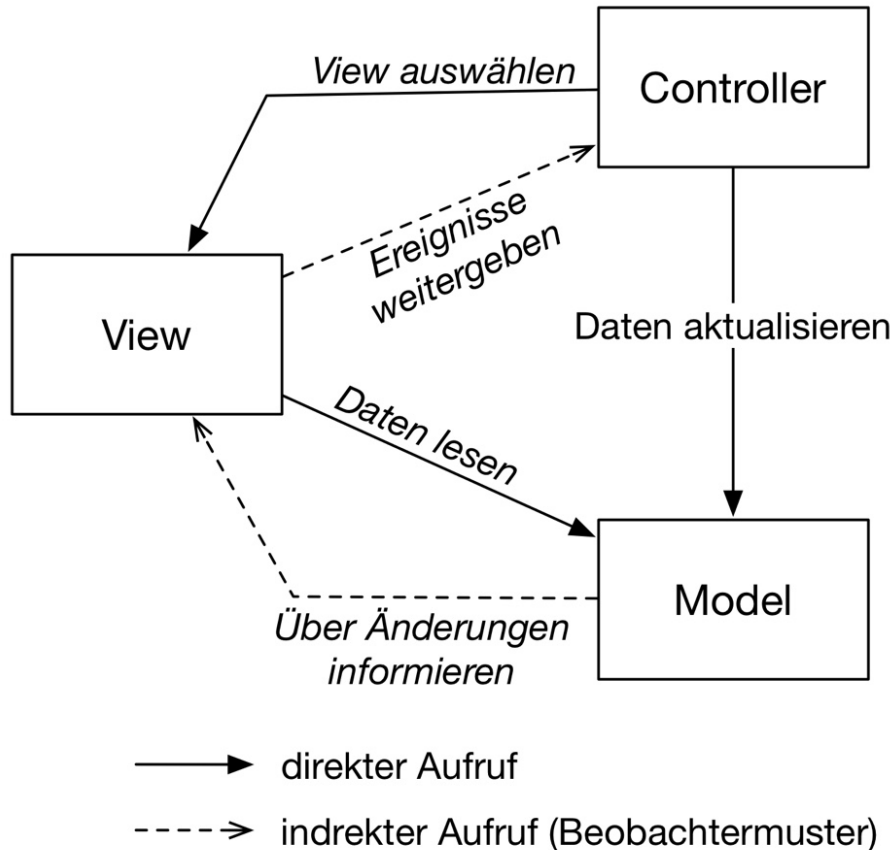 View auswählen
Controller
Ereignisse
weitergeben
View
Daten aktualisieren
Daten lesen
Model
Über Änderungen
informieren
direkter Aufruf
indrekter Aufruf (Beobachtermuster)